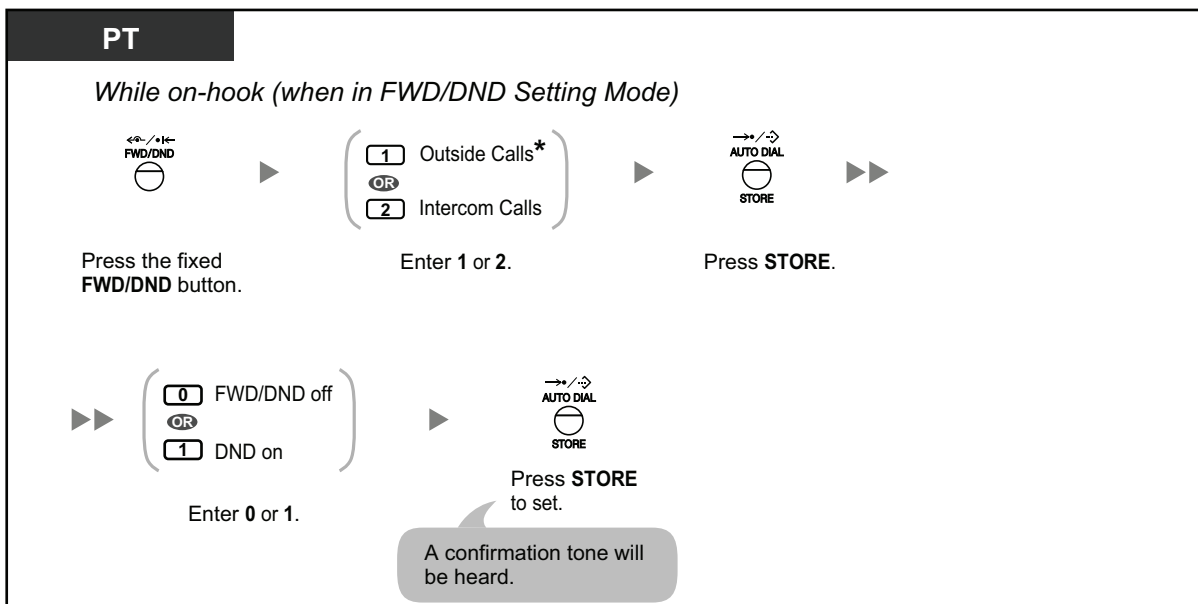 PT
While on-hook (when in FWD/DND Setting Mode)
FWD/DND
1 Outside Calls*
OR
2 Intercom Calls
AUTO DIAL
STORE
Press the fixed
FWD/DND button.
Enter 1 or 2.
Press STORE.
0 FWD/DND off
OR
1 DND on
Enter 0 or 1.
AUTO DIAL
STORE
Press STORE
to set.
A confirmation tone will
be heard.